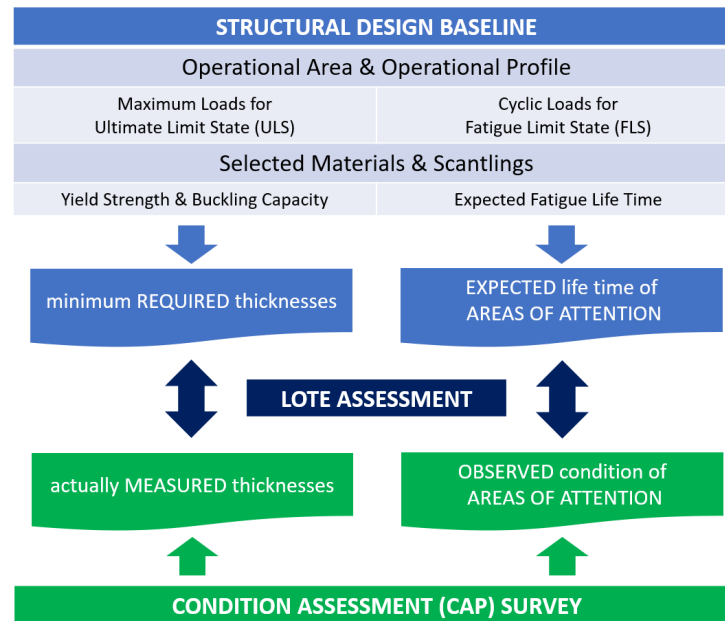 STRUCTURAL DESIGN BASELINE
Operational Area & Operational Profile
Maximum Loads for
Ultimate Limit State (ULS)
Cyclic Loads for
Fatigue Limit State (FLS)
Selected Materials & Scantlings
Yield Strength & Buckling Capacity
Expected Fatigue Life Time
minimum REQUIRED thicknesses
EXPECTED life time of
AREAS OF ATTENTION
LOTE ASSESSMENT
actually MEASURED thicknesses
OBSERVED condition of
AREAS OF ATTENTION
CONDITION ASSESSMENT (CAP) SURVEY